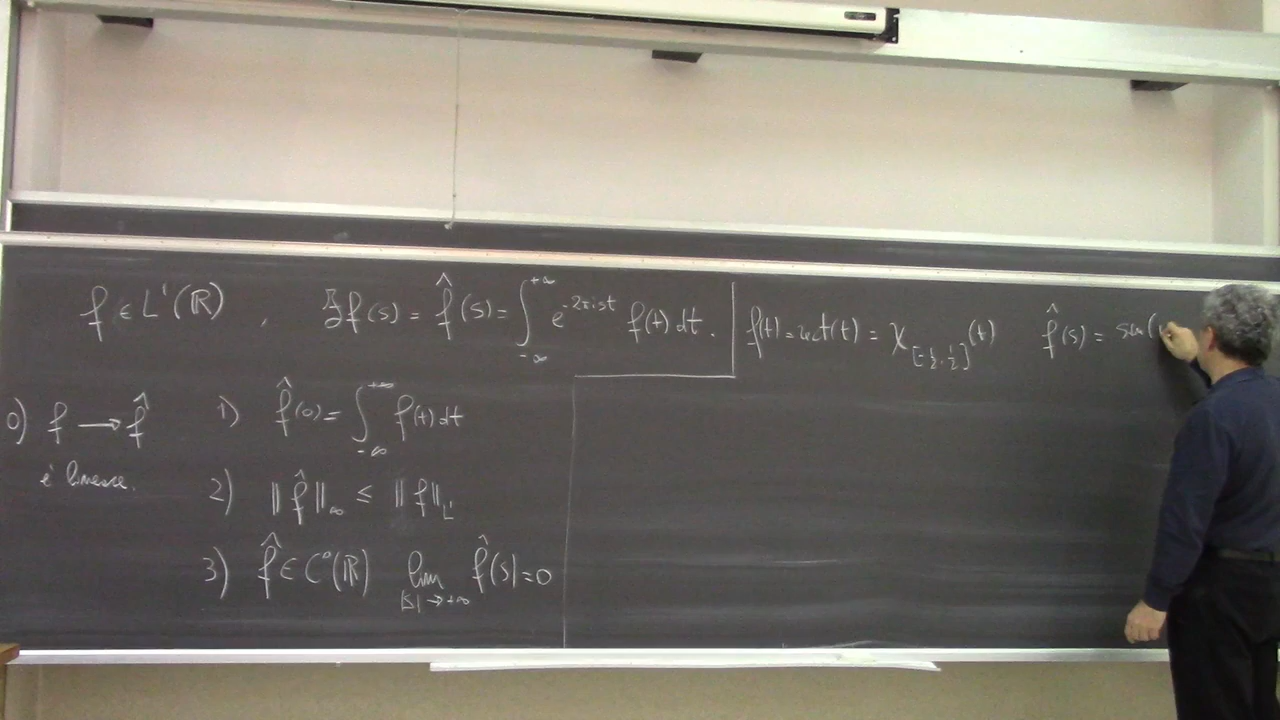 f ∈ L¹(ℝ), ℱf(s) = f̂(s) = ∫_{-∞}^{+∞} e^{-2πist} f(t) dt.
f(t) = rect(t) = χ_{[-½,½]}(t) f̂(s) = sen(
0) f → f̂
è lineare.
1) f̂(0) = ∫_{-∞}^{+∞} f(t) dt
2) ‖f̂‖_∞ ≤ ‖f‖_{L¹}
3) f̂ ∈ C⁰(ℝ) lim_{|s|→+∞} f̂(s) = 0